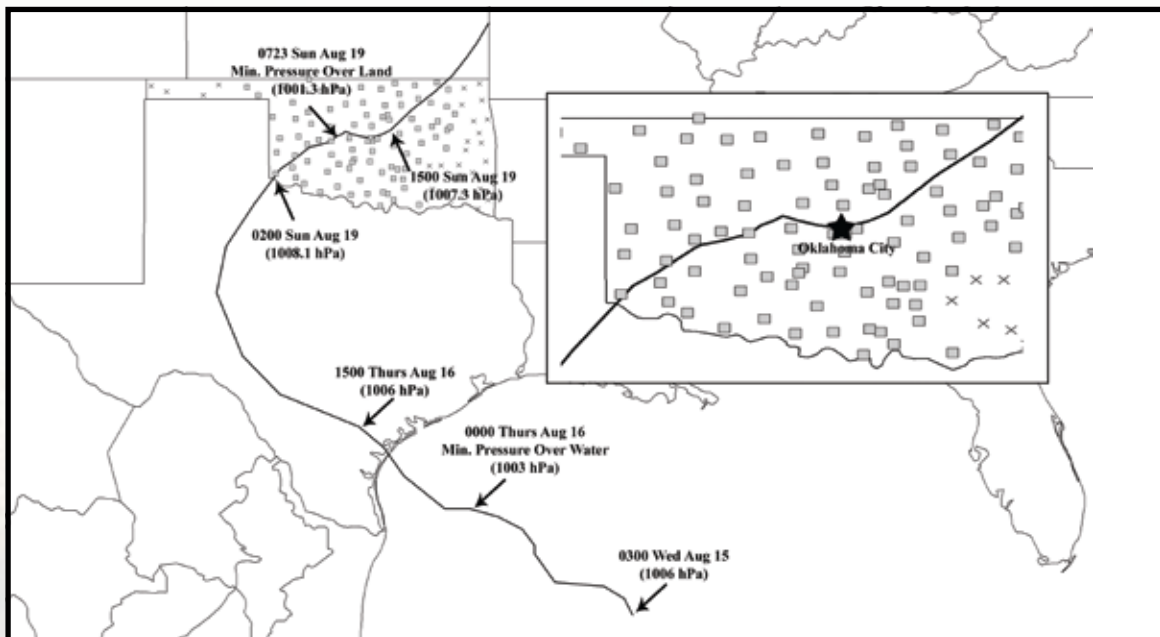 0723 Sun Aug 19
Min. Pressure Over Land
(1001.3 hPa)
1500 Sun Aug 19
(1007.3 hPa)
0200 Sun Aug 19
(1008.1 hPa)
Oklahoma City
1500 Thurs Aug 16
(1006 hPa)
0000 Thurs Aug 16
Min. Pressure Over Water
(1003 hPa)
0300 Wed Aug 15
(1006 hPa)